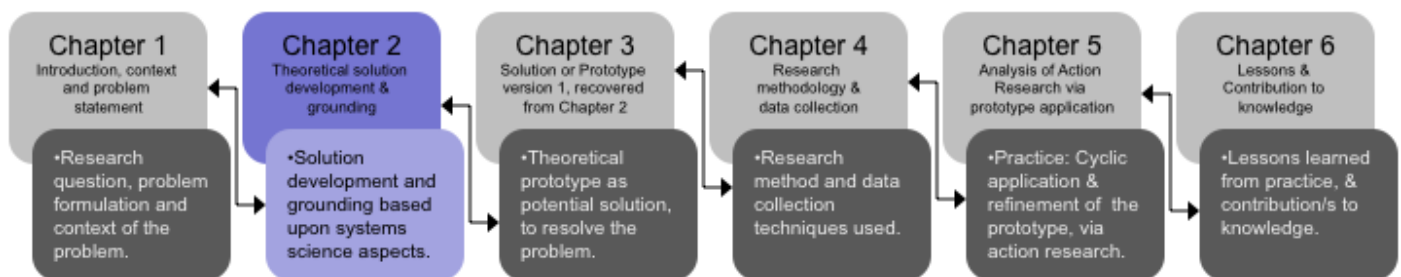 Chapter 1
Introduction, context
and problem
statement
•Research
question, problem
formulation and
context of the
problem.
Chapter 2
Theoretical solution
development &
grounding
•Solution
development and
grounding based
upon systems
science aspects.
Chapter 3
Solution or Prototype
version 1, recovered
from Chapter 2
•Theoretical
prototype as
potential solution,
to resolve the
problem.
Chapter 4
Research
methodology &
data collection
•Research
method and data
collection
techniques used.
Chapter 5
Analysis of Action
Research via
prototype application
•Practice: Cyclic
application &
refinement of the
prototype, via
action research.
Chapter 6
Lessons &
Contribution to
knowledge
•Lessons learned
from practice, &
contribution/s to
knowledge.